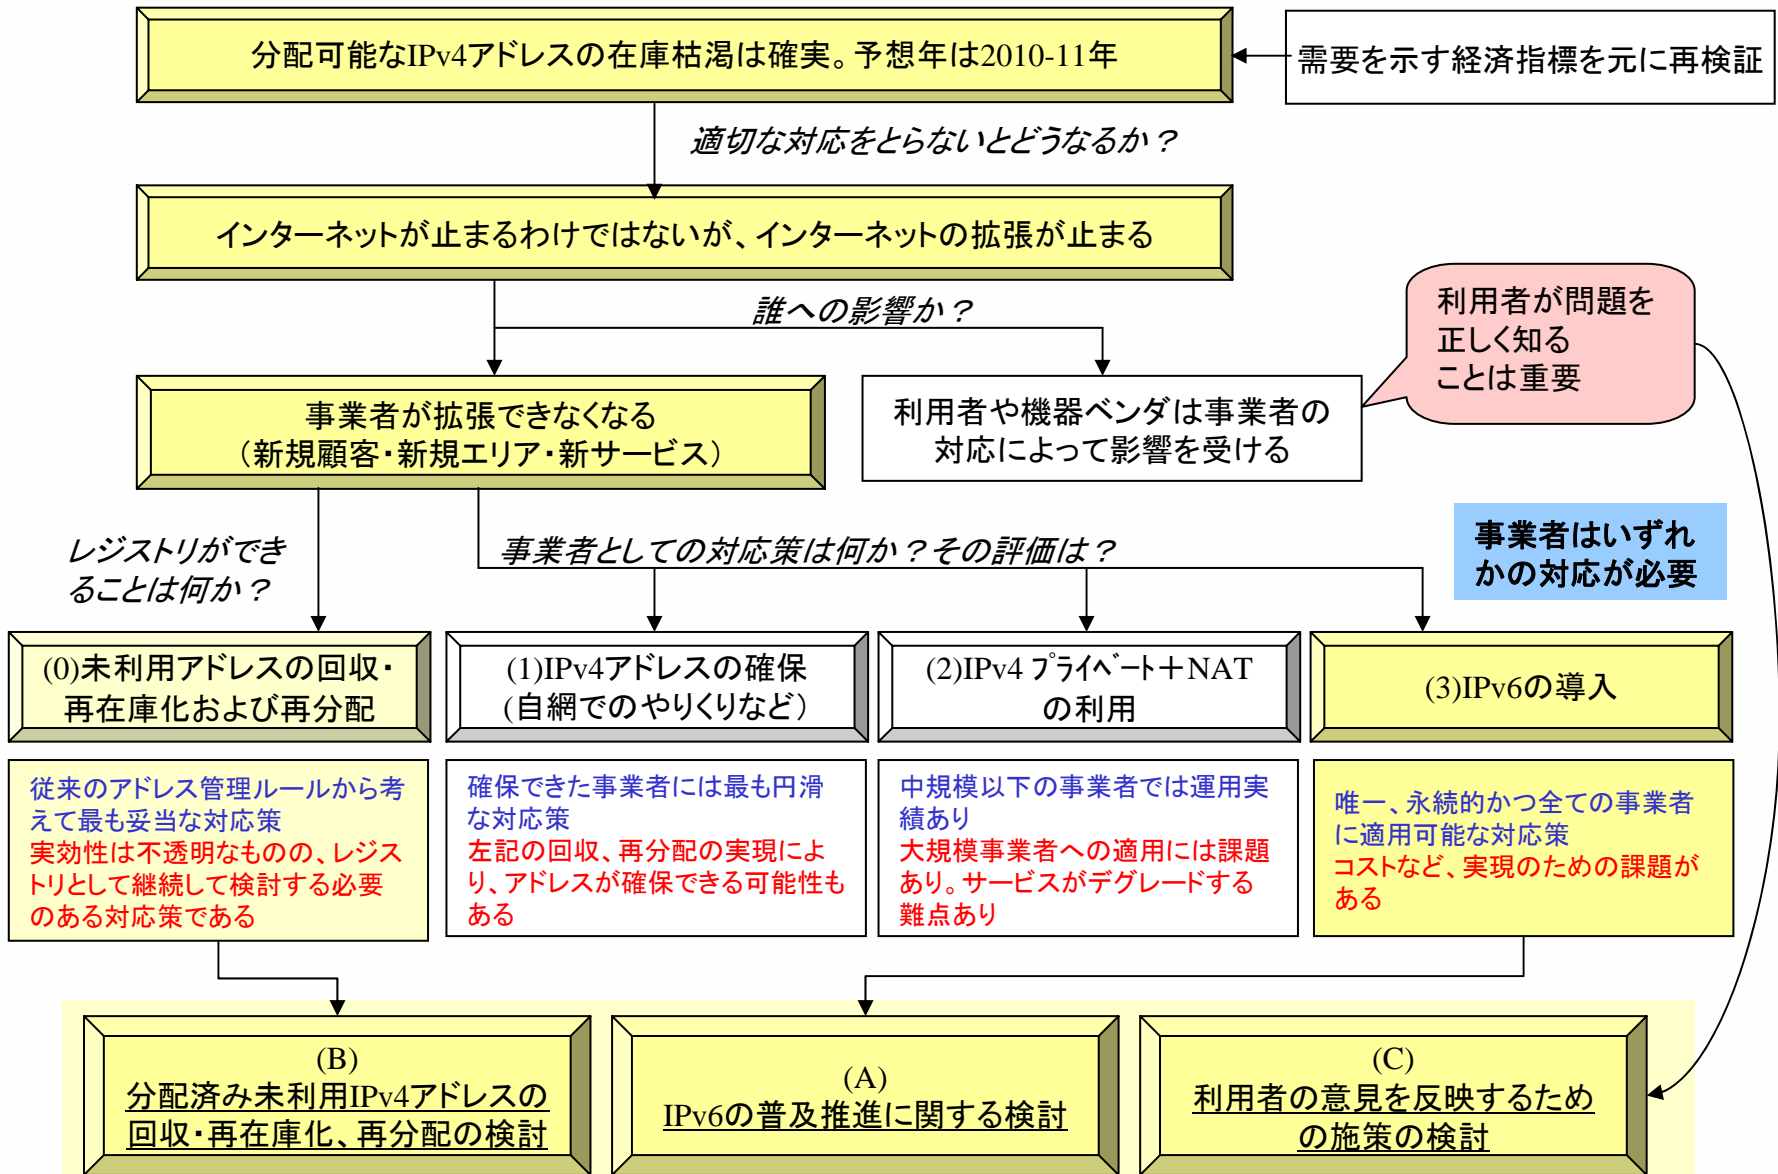 分配可能なIPv4アドレスの在庫枯渇は確実。予想年は2010-11年
需要を示す経済指標を元に再検証
適切な対応をとらないとどうなるか？
インターネットが止まるわけではないが、インターネットの拡張が止まる
誰への影響か？
利用者が問題を
正しく知る
ことは重要
事業者が拡張できなくなる
（新規顧客・新規エリア・新サービス）
利用者や機器ベンダは事業者の
対応によって影響を受ける
レジストリができ
ることは何か？
事業者としての対応策は何か？その評価は？
事業者はいずれ
かの対応が必要
(0)未利用アドレスの回収・
再在庫化および再分配
(1)IPv4アドレスの確保
(自網でのやりくりなど）
(2)IPv4 プライベート＋NAT
の利用
(3)IPv6の導入
従来のアドレス管理ルールから考
えて最も妥当な対応策
実効性は不透明なものの、レジス
トリとして継続して検討する必要
のある対応策である
確保できた事業者には最も円滑
な対応策
左記の回収、再分配の実現によ
り、アドレスが確保できる可能性も
ある
中規模以下の事業者では運用実
績あり
大規模事業者への適用には課題
あり。サービスがデグレードする
難点あり
唯一、永続的かつ全ての事業者
に適用可能な対応策
コストなど、実現のための課題が
ある
(B)
分配済み未利用IPv4アドレスの
回収・再在庫化、再分配の検討
(A)
IPv6の普及推進に関する検討
(C)
利用者の意見を反映するため
の施策の検討